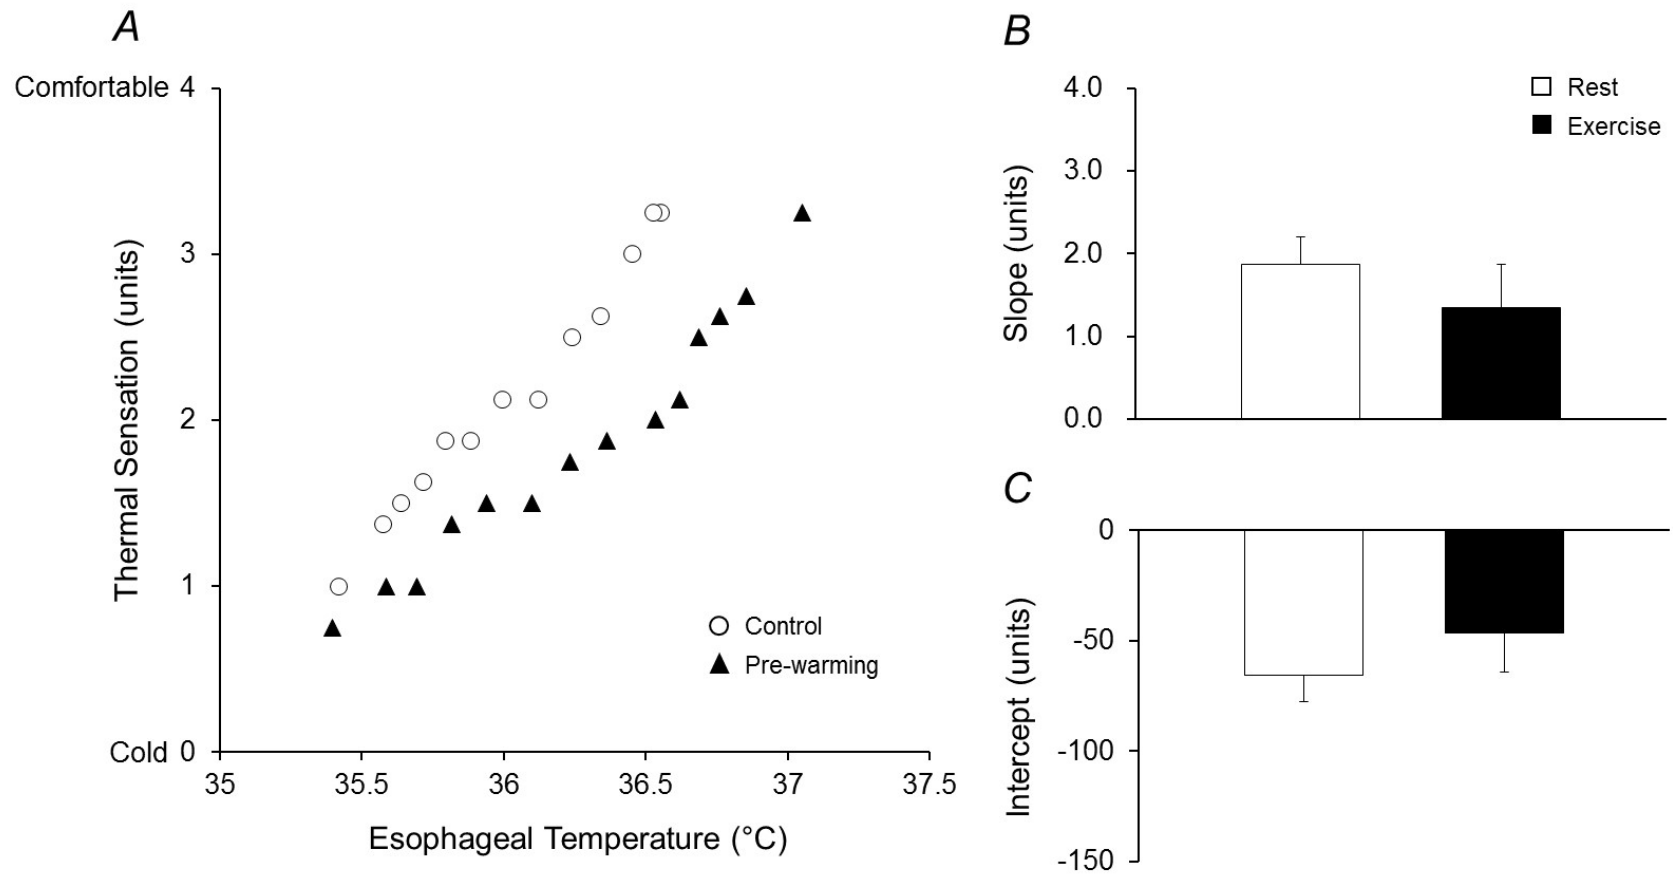 A
Comfortable 4
3
2
1
Cold 0
Thermal Sensation (units)
35 35.5 36 36.5 37 37.5
Esophageal Temperature (°C)
Control
Pre-warming
B
4.0
3.0
2.0
1.0
0.0
Slope (units)
Rest
Exercise
C
0
-50
-100
-150
Intercept (units)